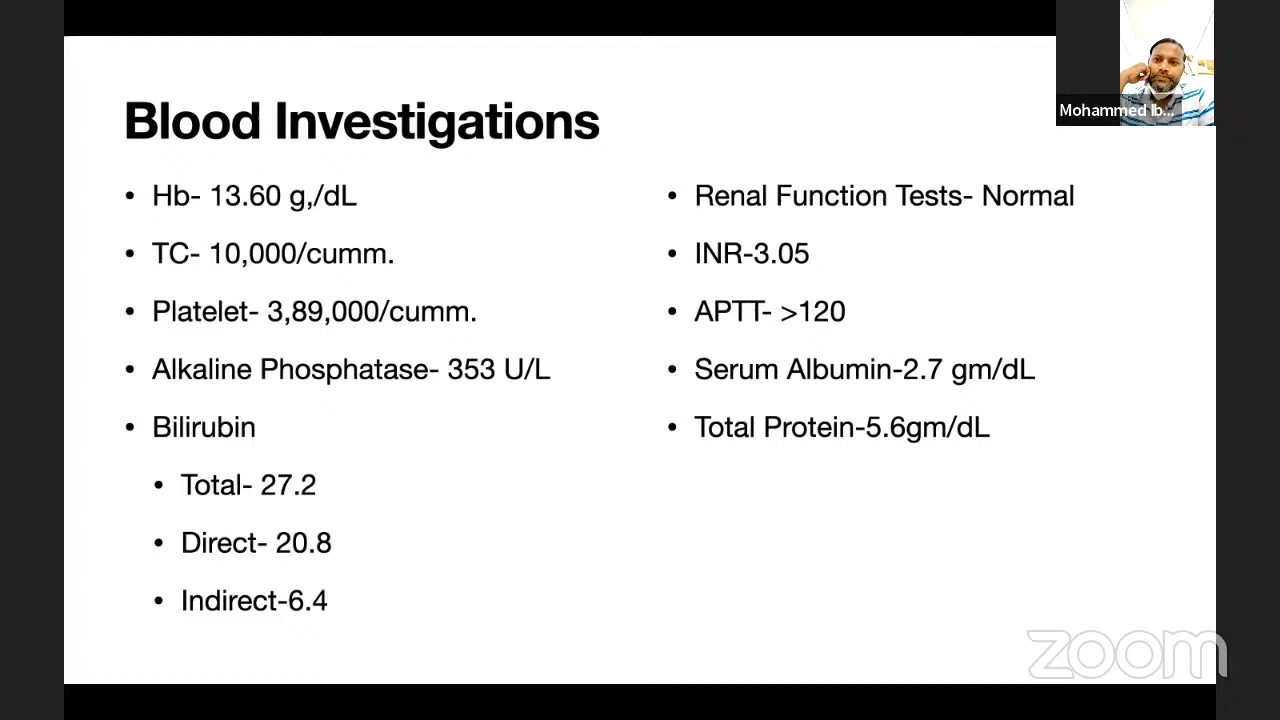 Mohammed Ib...
Blood Investigations
• Hb- 13.60 g,/dL
• TC- 10,000/cumm.
• Platelet- 3,89,000/cumm.
• Alkaline Phosphatase- 353 U/L
• Bilirubin
• Total- 27.2
• Direct- 20.8
• Indirect-6.4
• Renal Function Tests- Normal
• INR-3.05
• APTT- >120
• Serum Albumin-2.7 gm/dL
• Total Protein-5.6gm/dL
zoom